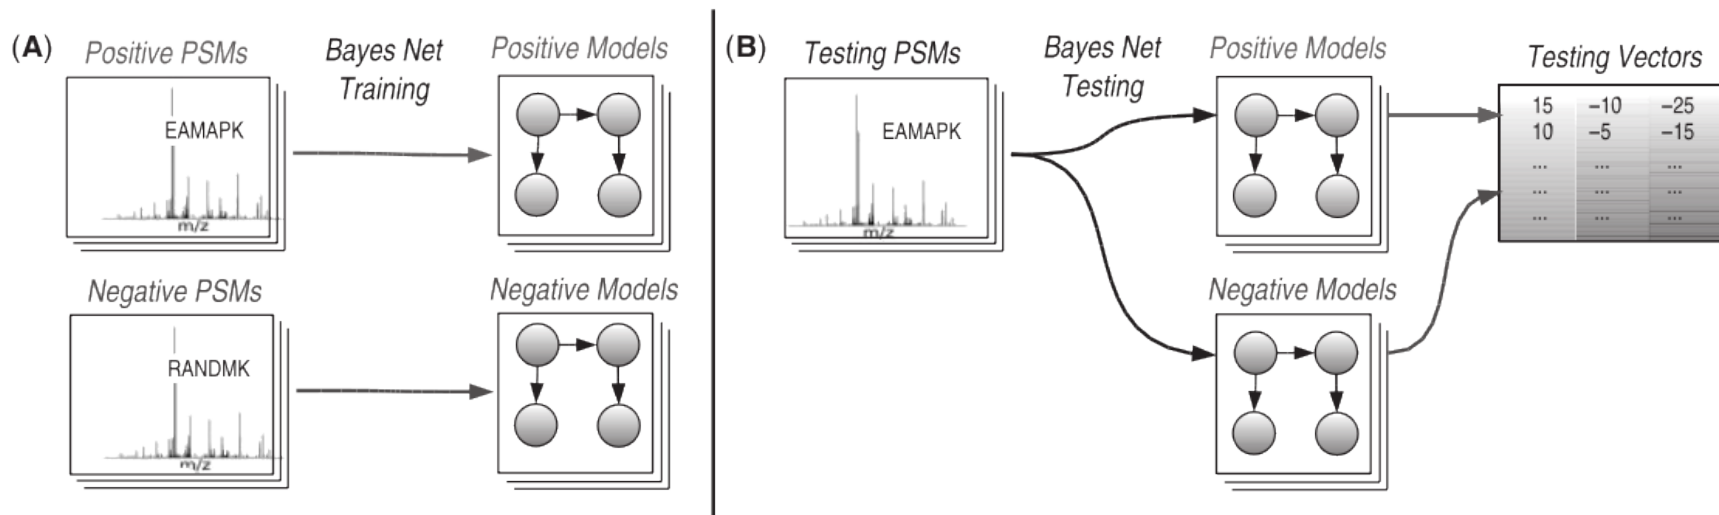 (A)
Positive PSMs
Bayes Net
Training
Positive Models
EAMAPK
m/z
Negative PSMs
Negative Models
RANDMK
m/z
(B)
Testing PSMs
Bayes Net
Testing
Positive Models
Testing Vectors
EAMAPK
m/z
15 −10 −25
10 −5 −15
... ... ...
... ... ...
... ... ...
Negative Models